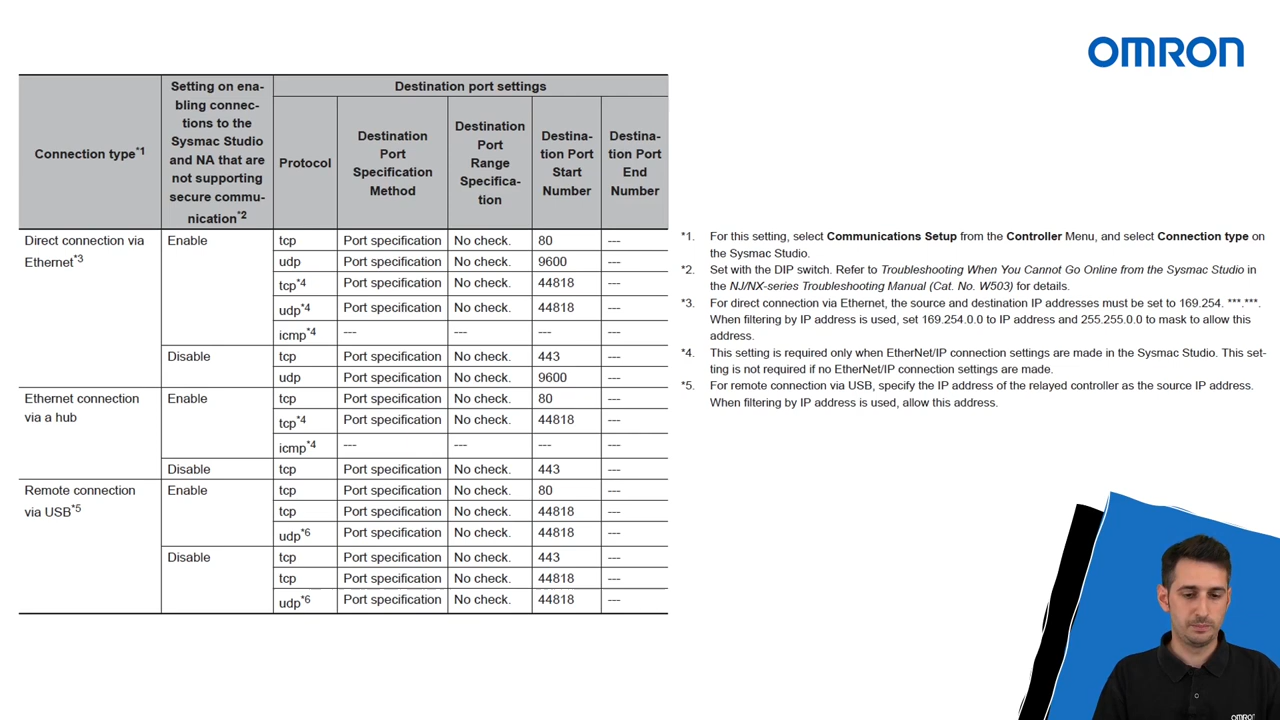 OMRON
Connection type*1
Setting on ena-
bling connec-
tions to the
Sysmac Studio
and NA that are
not supporting
secure commu-
nication*2
Destination port settings
Protocol
Destination
Port
Specification
Method
Destination
Port
Range
Specifica-
tion
Destina-
tion Port
Start
Number
Destina-
tion Port
End
Number
Direct connection via
Ethernet*3
Enable
tcp Port specification No check. 80 ---
udp Port specification No check. 9600 ---
tcp*4 Port specification No check. 44818 ---
udp*4 Port specification No check. 44818 ---
icmp*4 --- --- --- ---
Disable tcp Port specification No check. 443 ---
udp Port specification No check. 9600 ---
Ethernet connection
via a hub
Enable tcp Port specification No check. 80 ---
tcp*4 Port specification No check. 44818 ---
icmp*4 --- --- --- ---
Disable tcp Port specification No check. 443 ---
Remote connection
via USB*5
Enable tcp Port specification No check. 80 ---
tcp Port specification No check. 44818 ---
udp*6 Port specification No check. 44818 ---
Disable tcp Port specification No check. 443 ---
tcp Port specification No check. 44818 ---
udp*6 Port specification No check. 44818 ---
*1. For this setting, select Communications Setup from the Controller Menu, and select Connection type on
the Sysmac Studio.
*2. Set with the DIP switch. Refer to Troubleshooting When You Cannot Go Online from the Sysmac Studio in
the NJ/NX-series Troubleshooting Manual (Cat. No. W503) for details.
*3. For direct connection via Ethernet, the source and destination IP addresses must be set to 169.254. ***.***.
When filtering by IP address is used, set 169.254.0.0 to IP address and 255.255.0.0 to mask to allow this
address.
*4. This setting is required only when EtherNet/IP connection settings are made in the Sysmac Studio. This set-
ting is not required if no EtherNet/IP connection settings are made.
*5. For remote connection via USB, specify the IP address of the relayed controller as the source IP address.
When filtering by IP address is used, allow this address.
OMRON